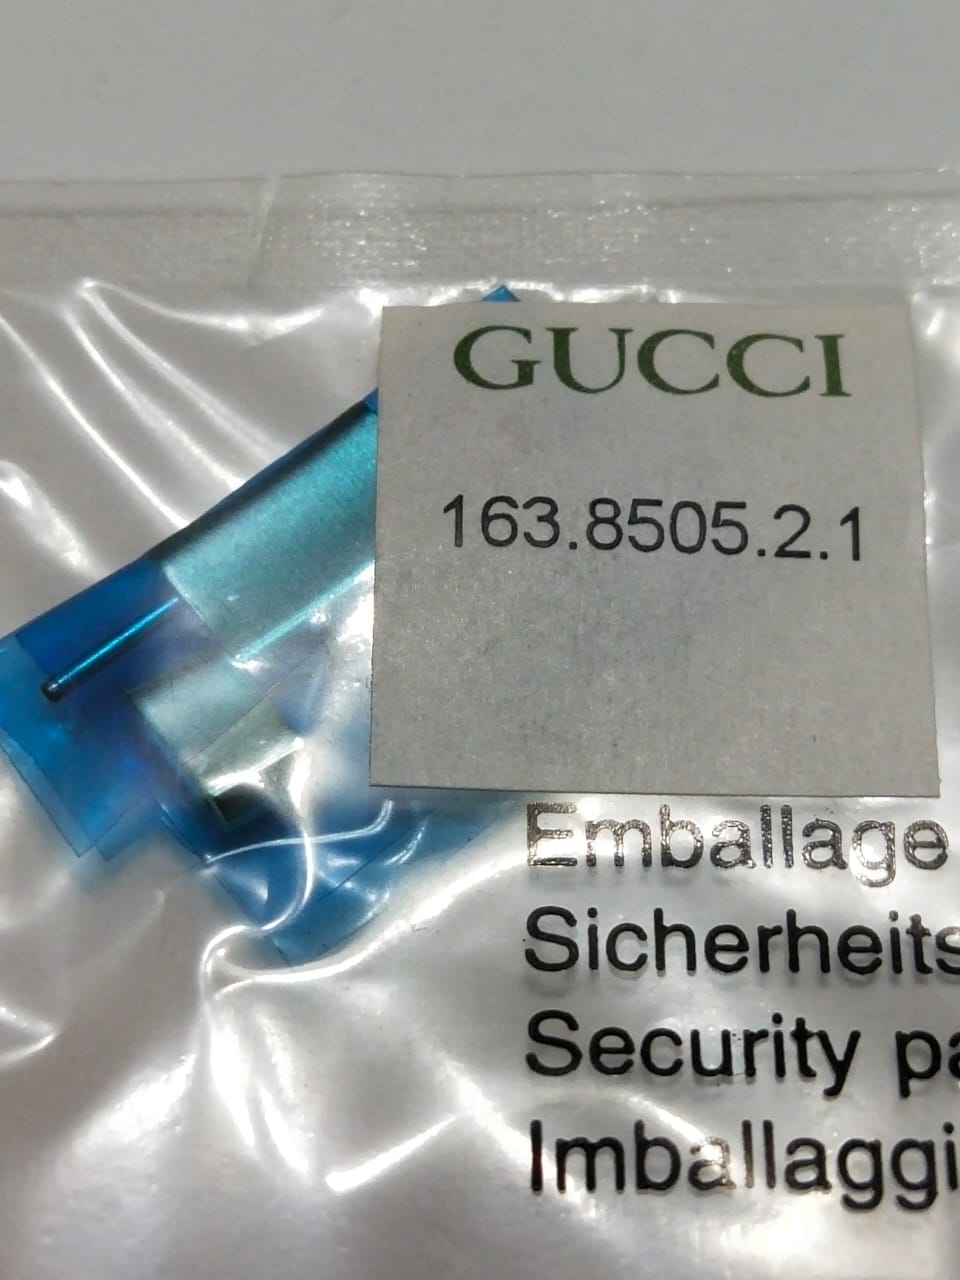 GUCCI
163.8505.2.1
Emballage
Sicherheits
Security pa
Imballaggi